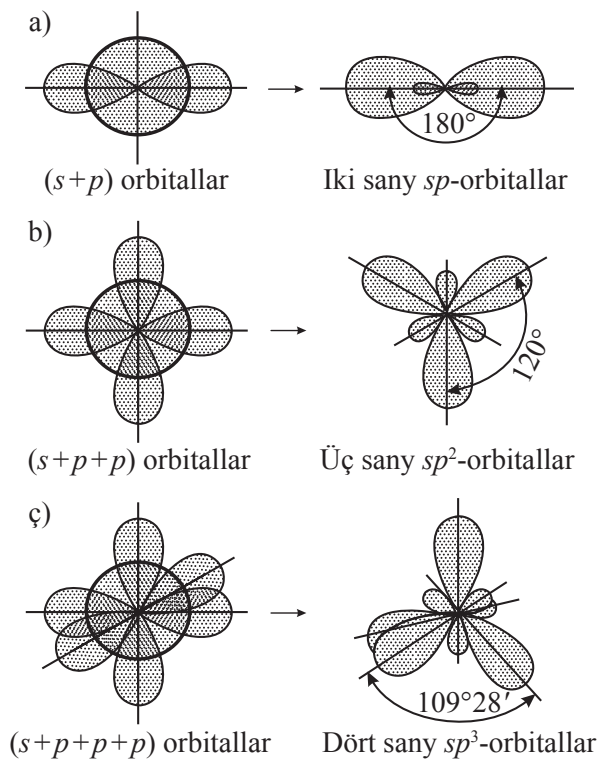 a)
180°
(s+p) orbitallar
Iki sany sp-orbitallar
b)
120°
(s+p+p) orbitallar
Üç sany sp²-orbitallar
ç)
109°28′
(s+p+p+p) orbitallar
Dört sany sp³-orbitallar